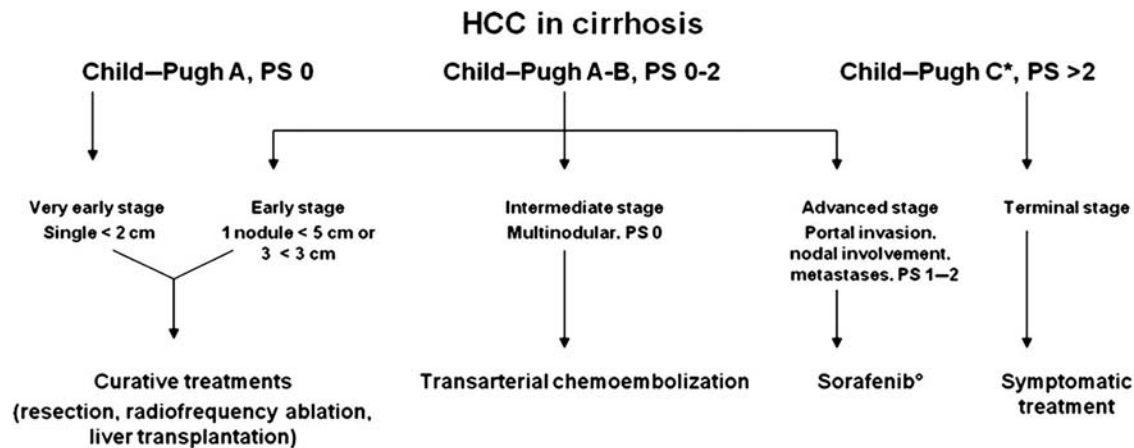 HCC in cirrhosis
Child–Pugh A, PS 0
Child–Pugh A-B, PS 0-2
Child–Pugh C*, PS >2
Very early stage
Single < 2 cm
Early stage
1 nodule < 5 cm or
3 < 3 cm
Intermediate stage
Multinodular. PS 0
Advanced stage
Portal invasion.
nodal involvement.
metastases. PS 1–2
Terminal stage
Curative treatments
(resection, radiofrequency ablation,
liver transplantation)
Transarterial chemoembolization
Sorafenib°
Symptomatic
treatment